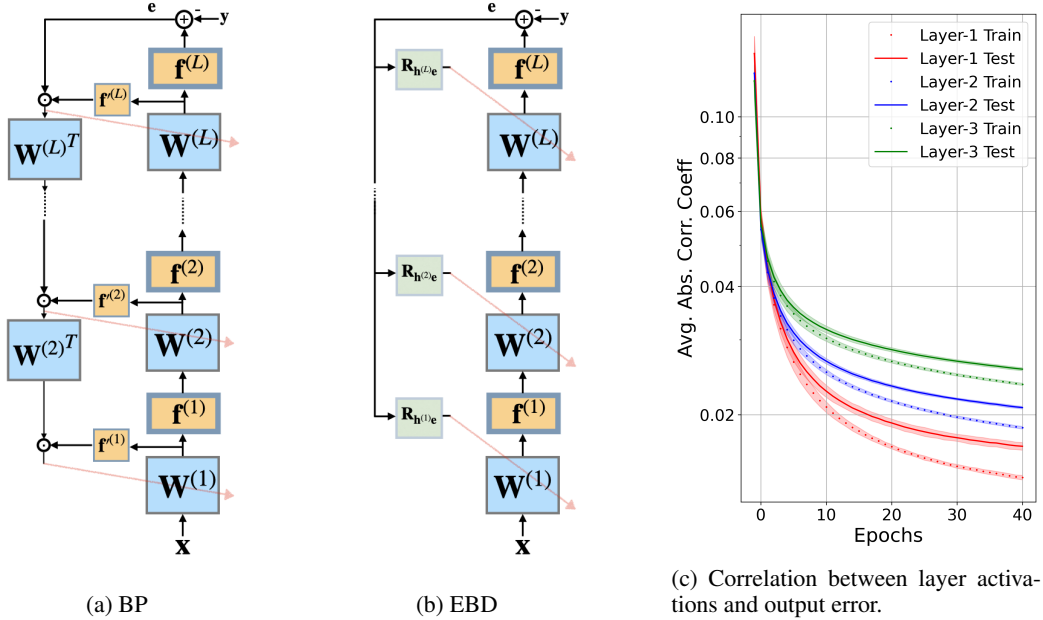 e
-
y
+
f^(L)
f′^(L)
W^(L)^T
W^(L)
f^(2)
f′^(2)
W^(2)^T
W^(2)
f^(1)
f′^(1)
W^(1)
x
(a) BP
e
-
y
+
f^(L)
R_h^(L)e
W^(L)
f^(2)
R_h^(2)e
W^(2)
f^(1)
R_h^(1)e
W^(1)
x
(b) EBD
Layer-1 Train
Layer-1 Test
Layer-2 Train
Layer-2 Test
Layer-3 Train
Layer-3 Test
Avg. Abs. Corr. Coeff
0.10
0.08
0.06
0.04
0.02
0 10 20 30 40
Epochs
(c) Correlation between layer activa-
tions and output error.